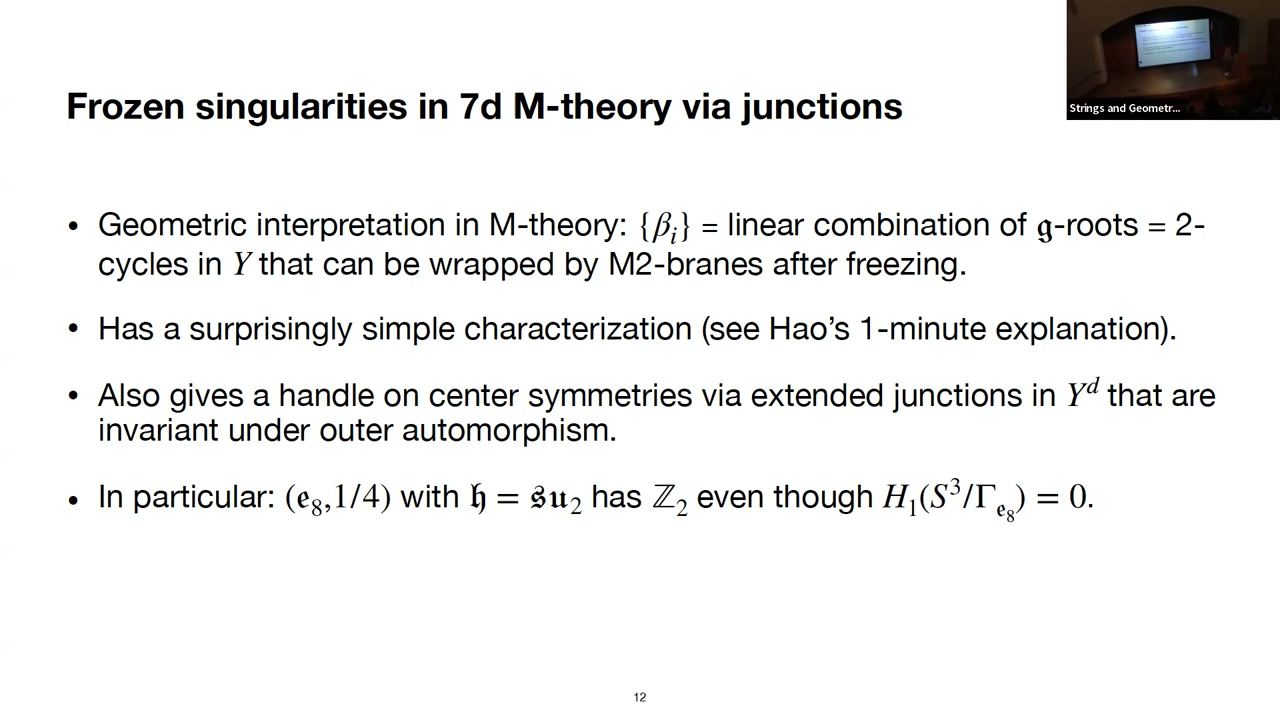 Frozen singularities in 7d M-theory via junctions
Strings and Geometr...
• Geometric interpretation in M-theory: {βᵢ} = linear combination of 𝔤-roots = 2-
cycles in Y that can be wrapped by M2-branes after freezing.
• Has a surprisingly simple characterization (see Hao’s 1-minute explanation).
• Also gives a handle on center symmetries via extended junctions in Yᵈ that are
invariant under outer automorphism.
• In particular: (𝔢₈,1/4) with 𝔥 = 𝔰𝔲₂ has ℤ₂ even though H₁(S³/Γ_𝔢₈) = 0.
12